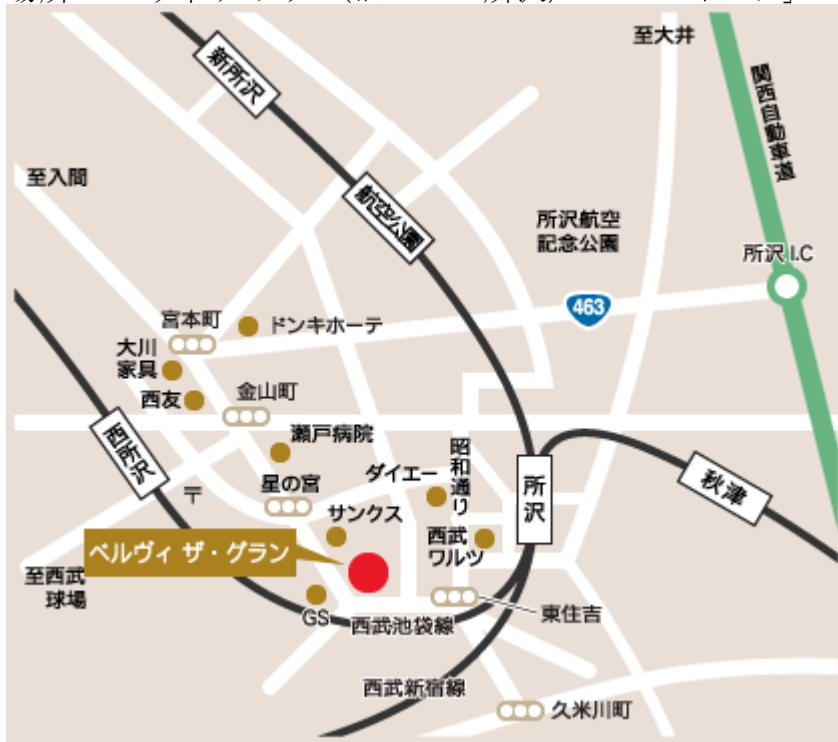 至大井
新所沢
関西自動車道
至入間
航空公園
所沢航空
記念公園
所沢I.C
463
宮本町
ドンキホーテ
大川
家具
西友
金山町
瀬戸病院
昭和通り
西所沢
〒
星の宮
ダイエー
所沢
秋津
サンクス
西武
ワルツ
ベルヴィ ザ・グラン
至西武
球場
GS
西武池袋線
東住吉
西武新宿線
久米川町